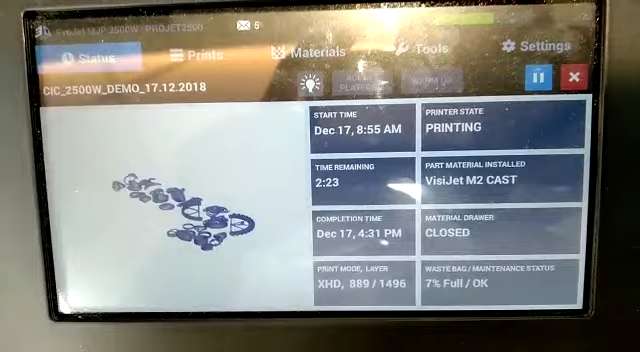 ProJet MJP 2500W | PROJET2500
5
Status
Prints
Materials
Tools
Settings
CIC_2500W_DEMO_17.12.2018
START TIME
Dec 17, 8:55 AM
PRINTER STATE
PRINTING
TIME REMAINING
2:23
PART MATERIAL INSTALLED
VisiJet M2 CAST
COMPLETION TIME
Dec 17, 4:31 PM
MATERIAL DRAWER
CLOSED
PRINT MODE, LAYER
XHD, 889 / 1496
WASTE BAG / MAINTENANCE STATUS
7% Full / OK